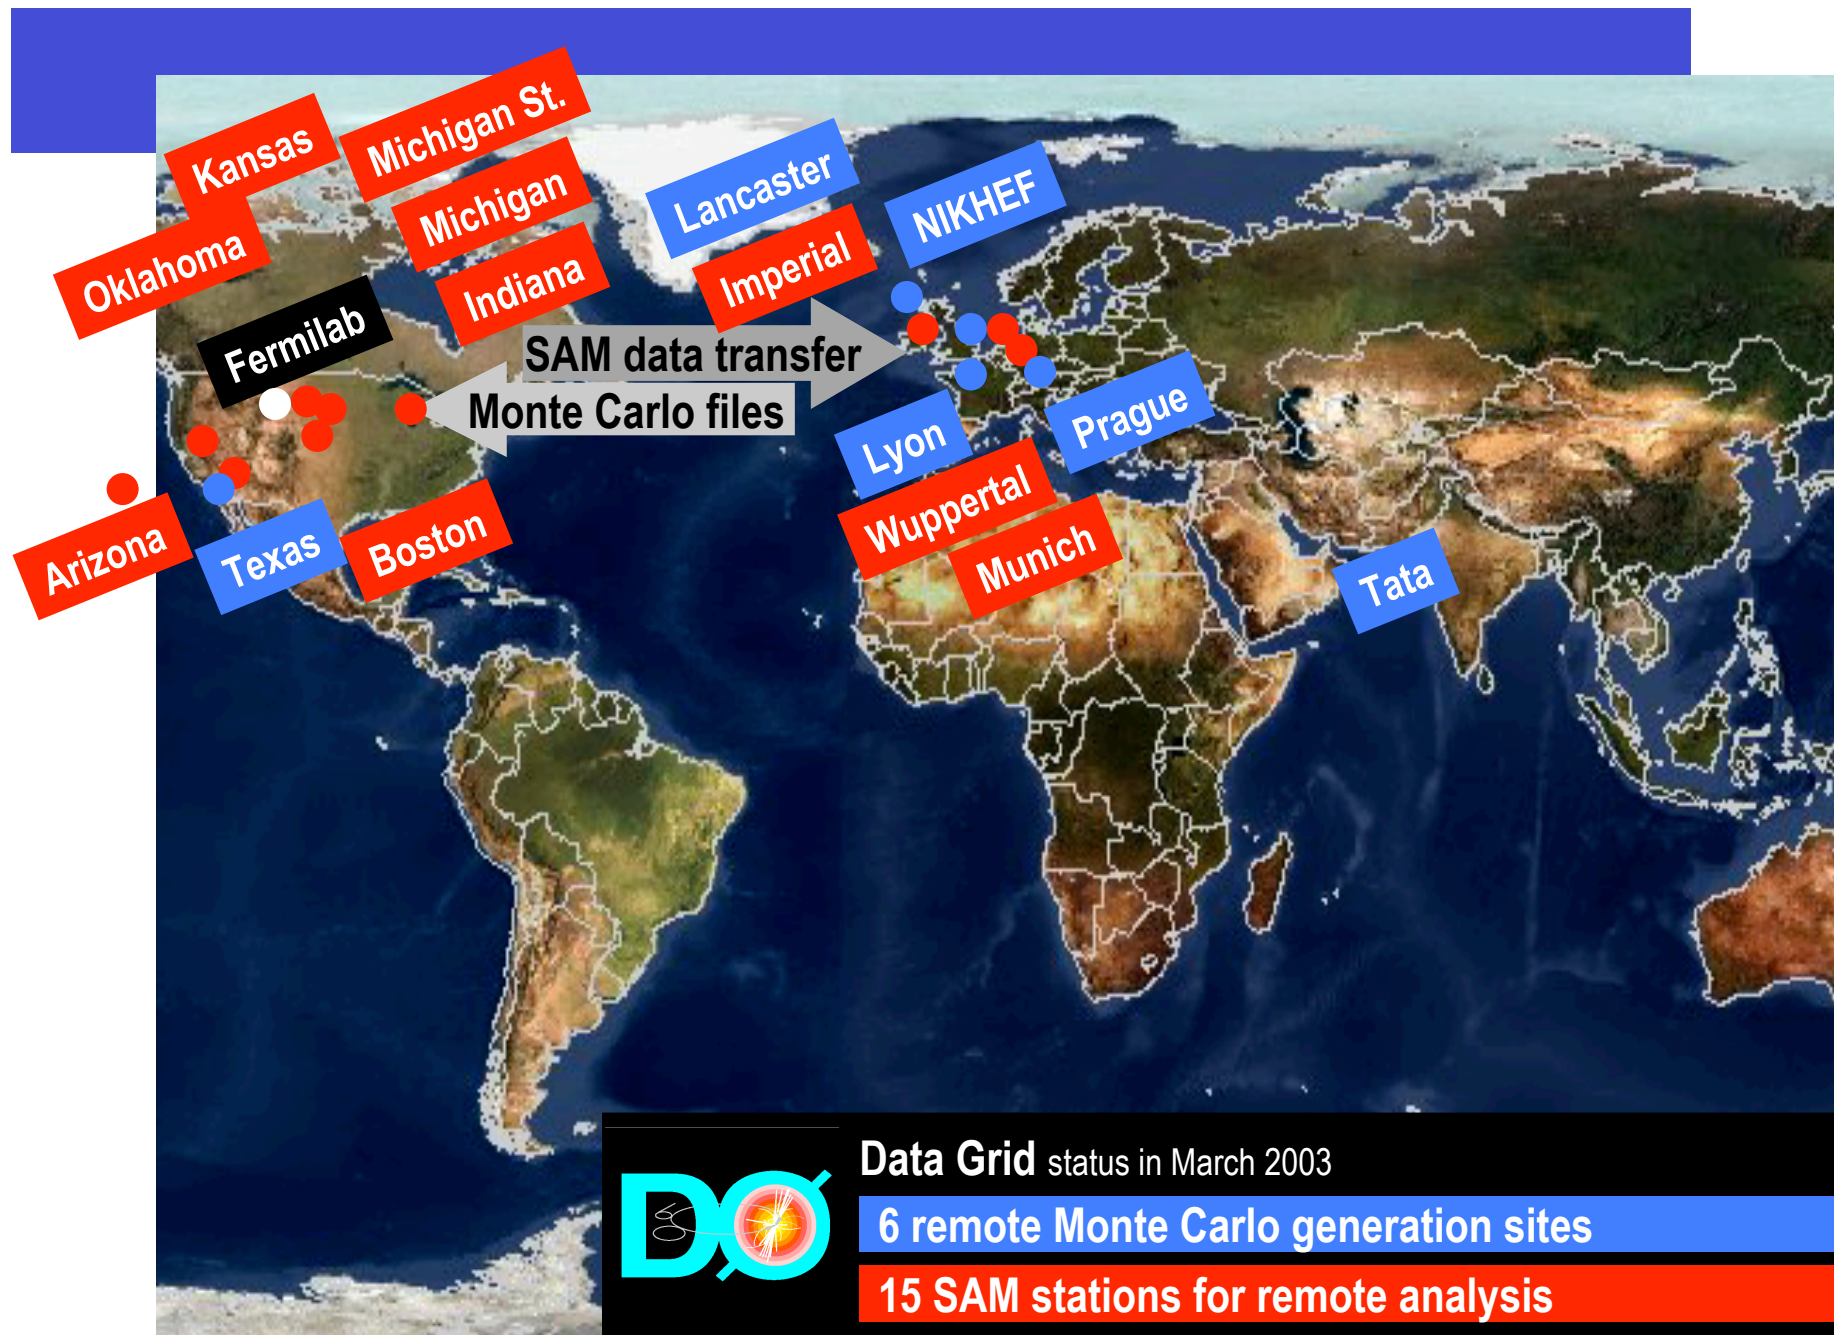 Kansas
Michigan St.
Michigan
Oklahoma
Indiana
Fermilab
Lancaster
NIKHEF
Imperial
SAM data transfer
Monte Carlo files
Lyon
Prague
Wuppertal
Munich
Arizona
Texas
Boston
Tata
DØ
Data Grid status in March 2003
6 remote Monte Carlo generation sites
15 SAM stations for remote analysis